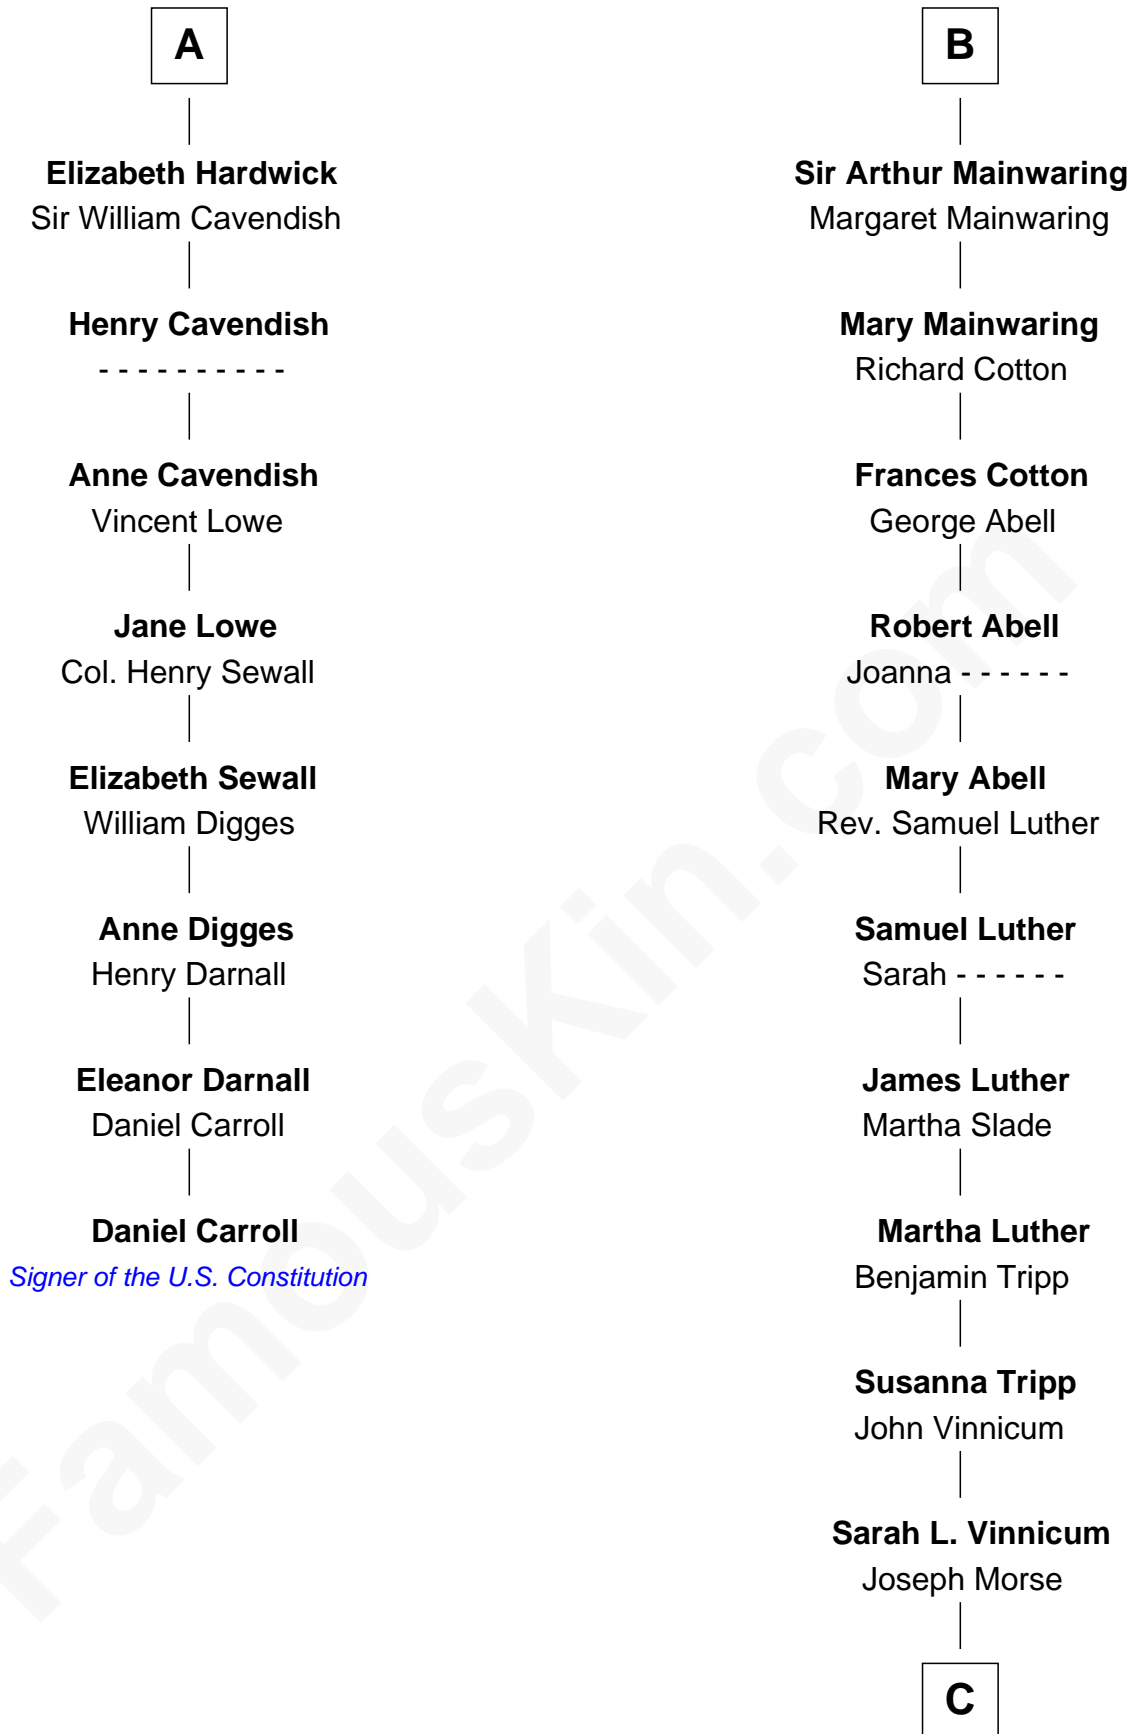 A
Elizabeth Hardwick
Sir William Cavendish
Henry Cavendish
- - - - - - - - - -
Anne Cavendish
Vincent Lowe
Jane Lowe
Col. Henry Sewall
Elizabeth Sewall
William Digges
Anne Digges
Henry Darnall
Eleanor Darnall
Daniel Carroll
Daniel Carroll
Signer of the U.S. Constitution
B
Sir Arthur Mainwaring
Margaret Mainwaring
Mary Mainwaring
Richard Cotton
Frances Cotton
George Abell
Robert Abell
Joanna - - - - - -
Mary Abell
Rev. Samuel Luther
Samuel Luther
Sarah - - - - - -
James Luther
Martha Slade
Martha Luther
Benjamin Tripp
Susanna Tripp
John Vinnicum
Sarah L. Vinnicum
Joseph Morse
C
FamousKin.com